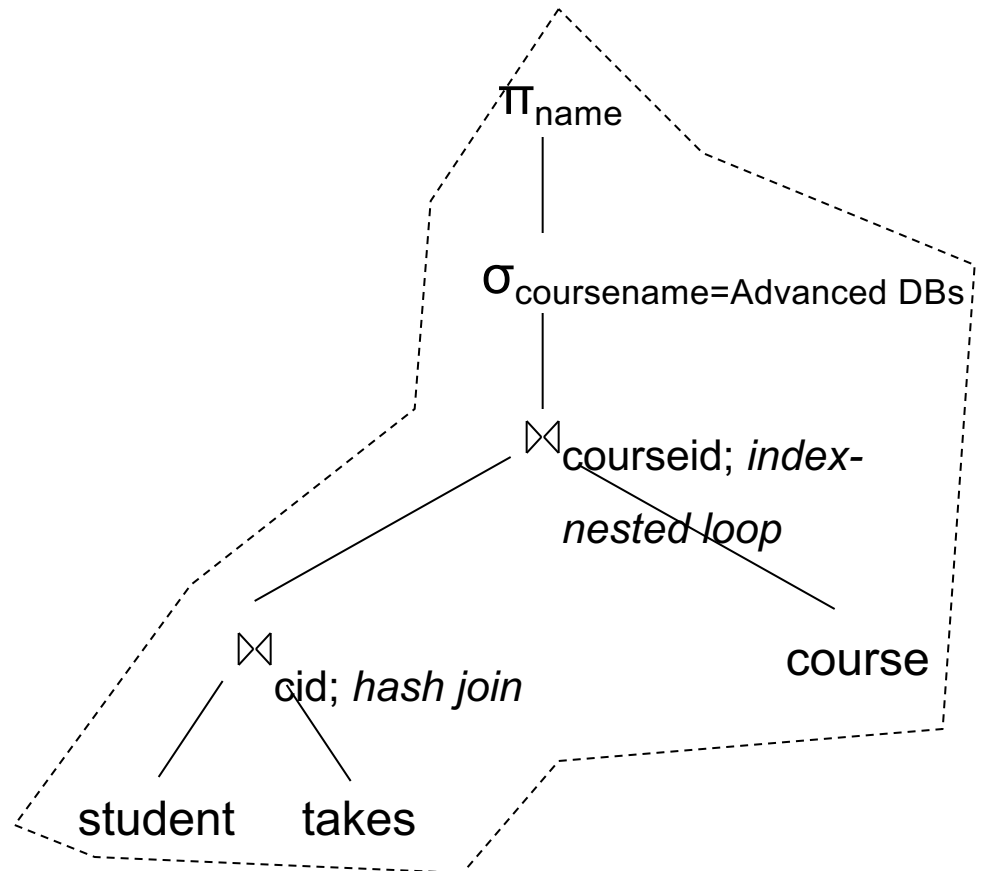 πname
σcoursename=Advanced DBs
⋈courseid; index-
nested loop
course
⋈cid; hash join
student takes